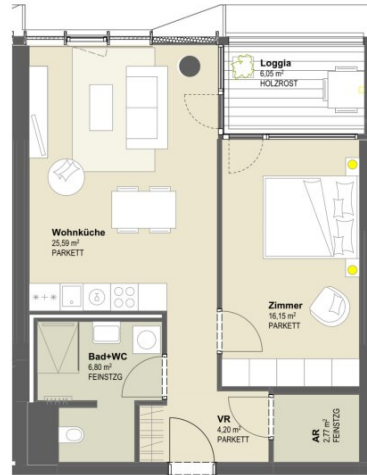 Loggia
6,05 m²
HOLZROST
Wohnküche
25,59 m²
PARKETT
Zimmer
16,15 m²
PARKETT
Bad+WC
6,80 m²
FEINSTZG
VR
4,20 m²
PARKETT
AR
2,77 m²
FEINSTZG